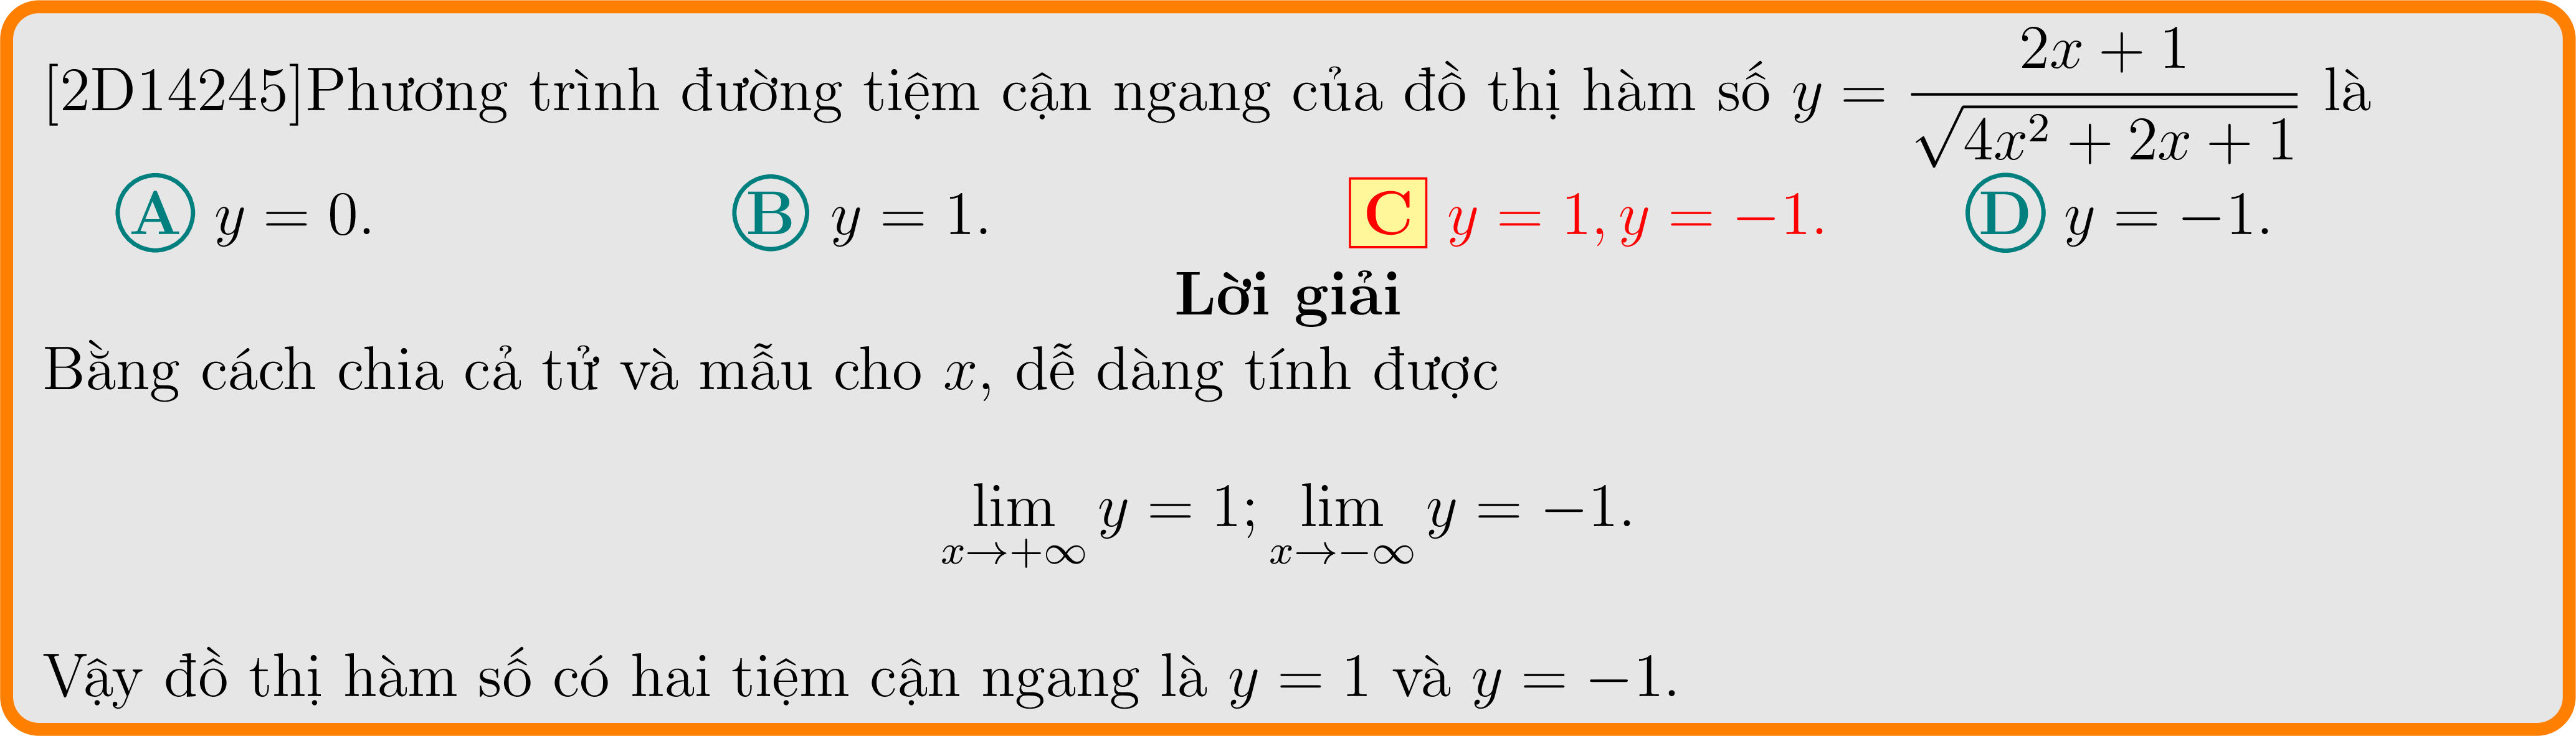 [2D14245]Phương trình đường tiệm cận ngang của đồ thị hàm số $y = \dfrac{2x + 1}{\sqrt{4x^2 + 2x + 1}}$ là
A y = 0. B y = 1. C y = 1, y = −1. D y = −1.
Lời giải
Bằng cách chia cả tử và mẫu cho x, dễ dàng tính được
$\lim\limits_{x \to +\infty} y = 1; \lim\limits_{x \to -\infty} y = -1.$
Vậy đồ thị hàm số có hai tiệm cận ngang là y = 1 và y = −1.